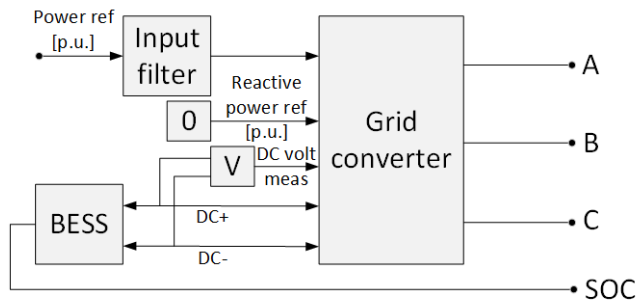 Power ref
[p.u.]
Input
filter
A
Reactive
power ref
[p.u.]
0
Grid
converter
B
V
DC volt
meas
BESS
DC+
DC-
C
SOC